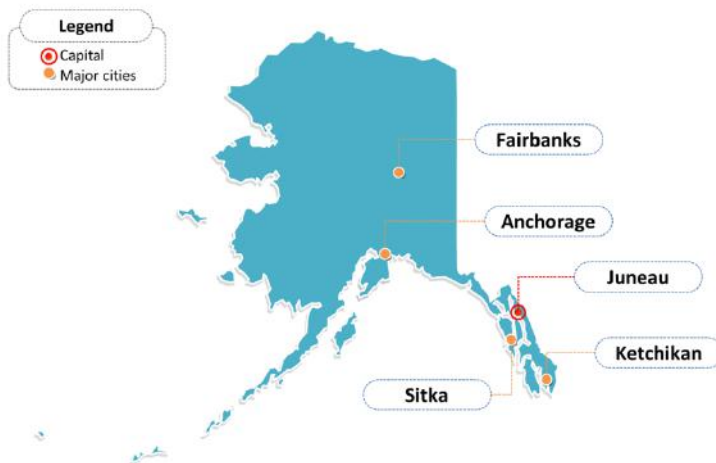 Legend
Capital
Major cities
Fairbanks
Anchorage
Juneau
Ketchikan
Sitka